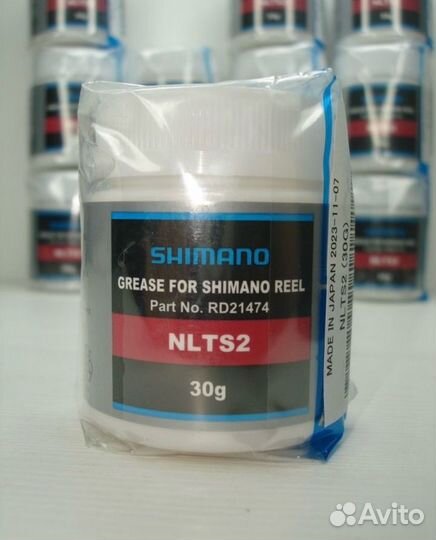 SHIMANO
GREASE FOR SHIMANO REEL
Part No. RD21474
NLTS2
30g
MADE IN JAPAN 2023-11-07
NLTS2 (30G)
Avito